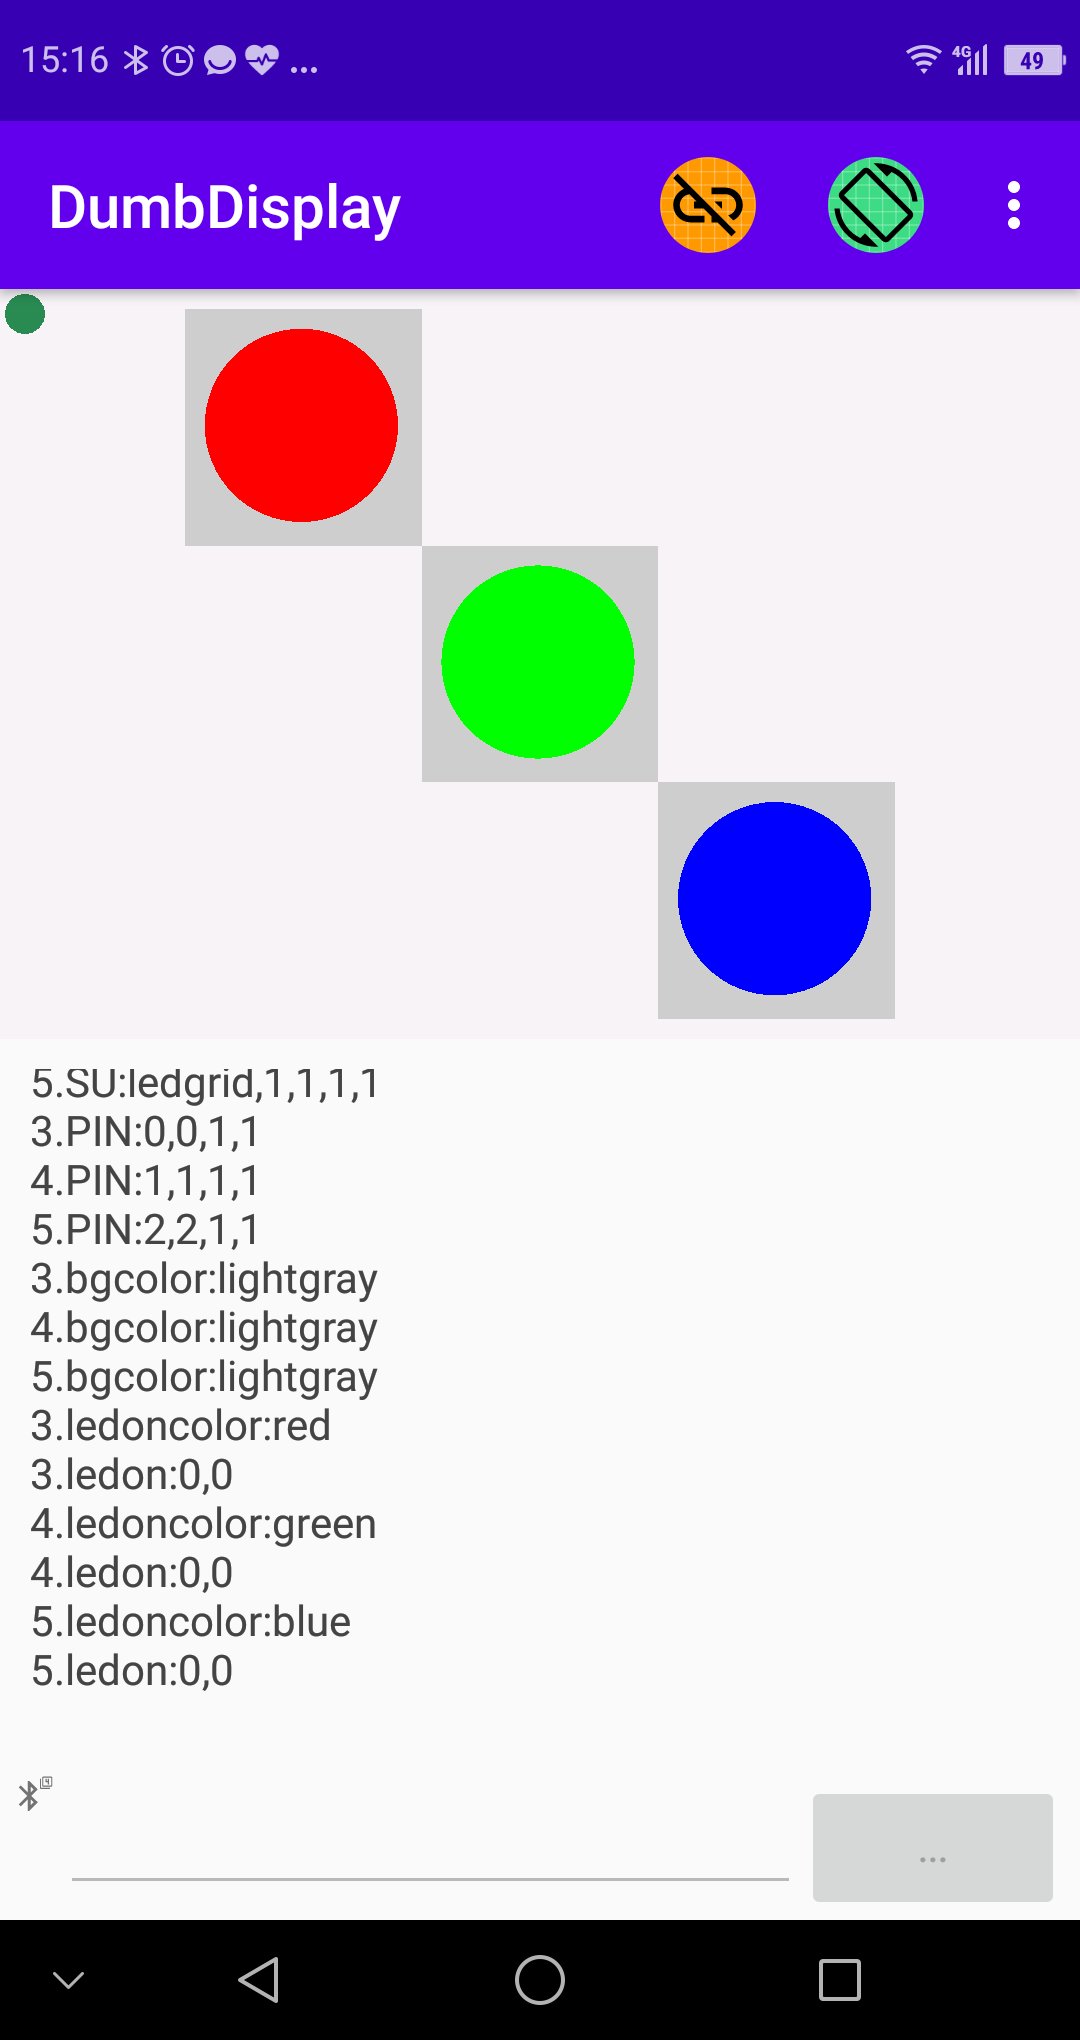 15:16 ... 4G 49
DumbDisplay
5.SU:ledgrid,1,1,1,1
3.PIN:0,0,1,1
4.PIN:1,1,1,1
5.PIN:2,2,1,1
3.bgcolor:lightgray
4.bgcolor:lightgray
5.bgcolor:lightgray
3.ledoncolor:red
3.ledon:0,0
4.ledoncolor:green
4.ledon:0,0
5.ledoncolor:blue
5.ledon:0,0
...